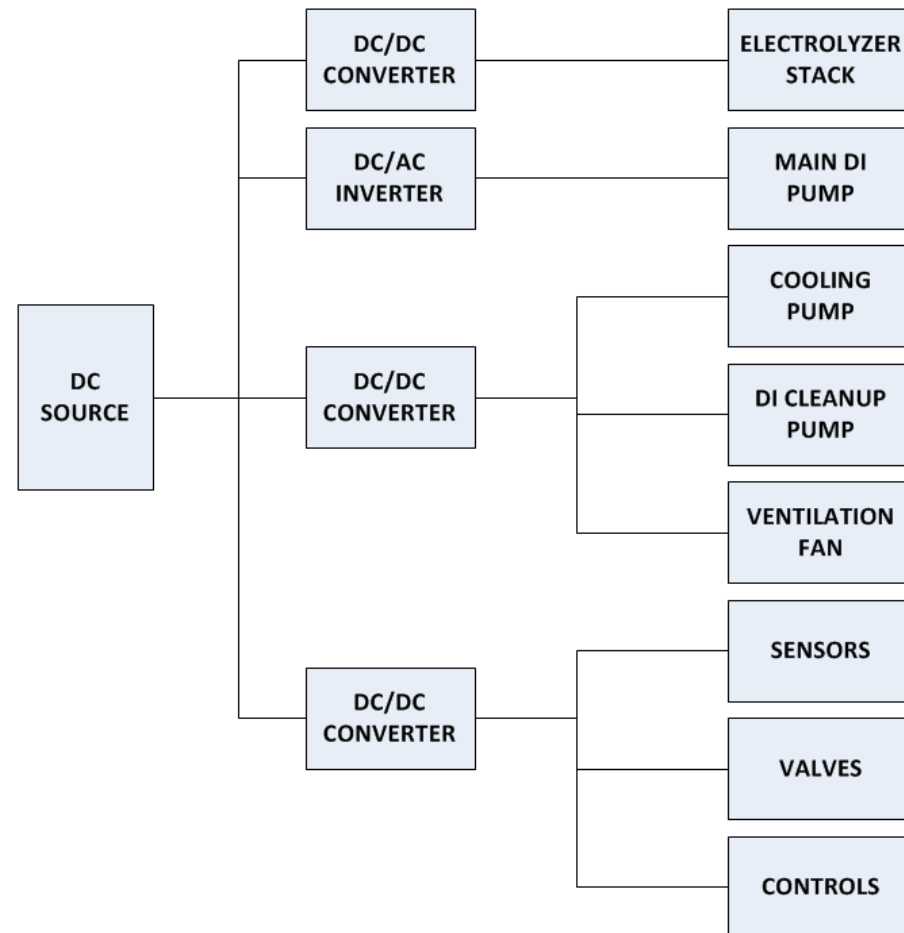 DC/DC
CONVERTER
ELECTROLYZER
STACK
DC/AC
INVERTER
MAIN DI
PUMP
COOLING
PUMP
DC
SOURCE
DC/DC
CONVERTER
DI CLEANUP
PUMP
VENTILATION
FAN
SENSORS
DC/DC
CONVERTER
VALVES
CONTROLS